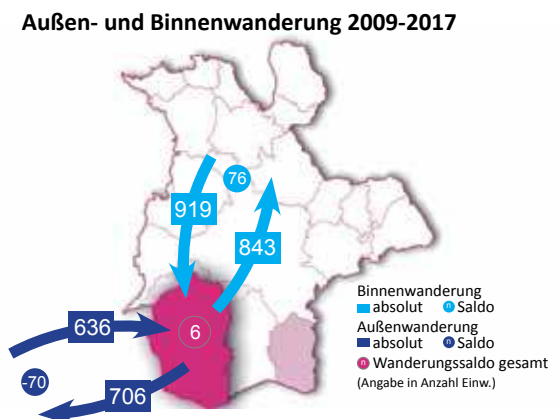 Außen- und Binnenwanderung 2009-2017
76
919
843
636
6
-70
706
Binnenwanderung
absolut n Saldo
Außenwanderung
absolut n Saldo
n Wanderungssaldo gesamt
(Angabe in Anzahl Einw.)